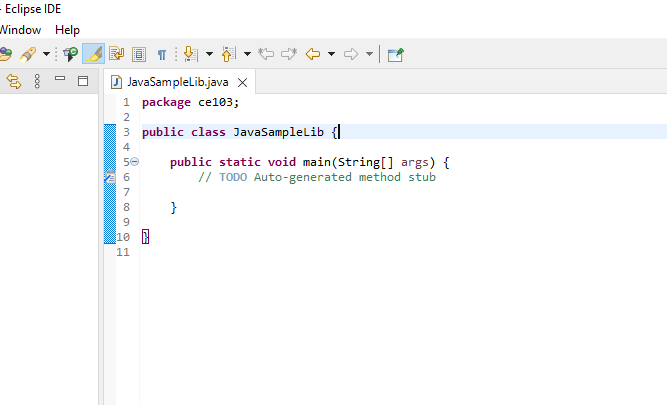 - Eclipse IDE
Window Help
JavaSampleLib.java
1 package ce103;
2
3 public class JavaSampleLib {
4
5 public static void main(String[] args) {
6 // TODO Auto-generated method stub
7
8 }
9
10 }
11